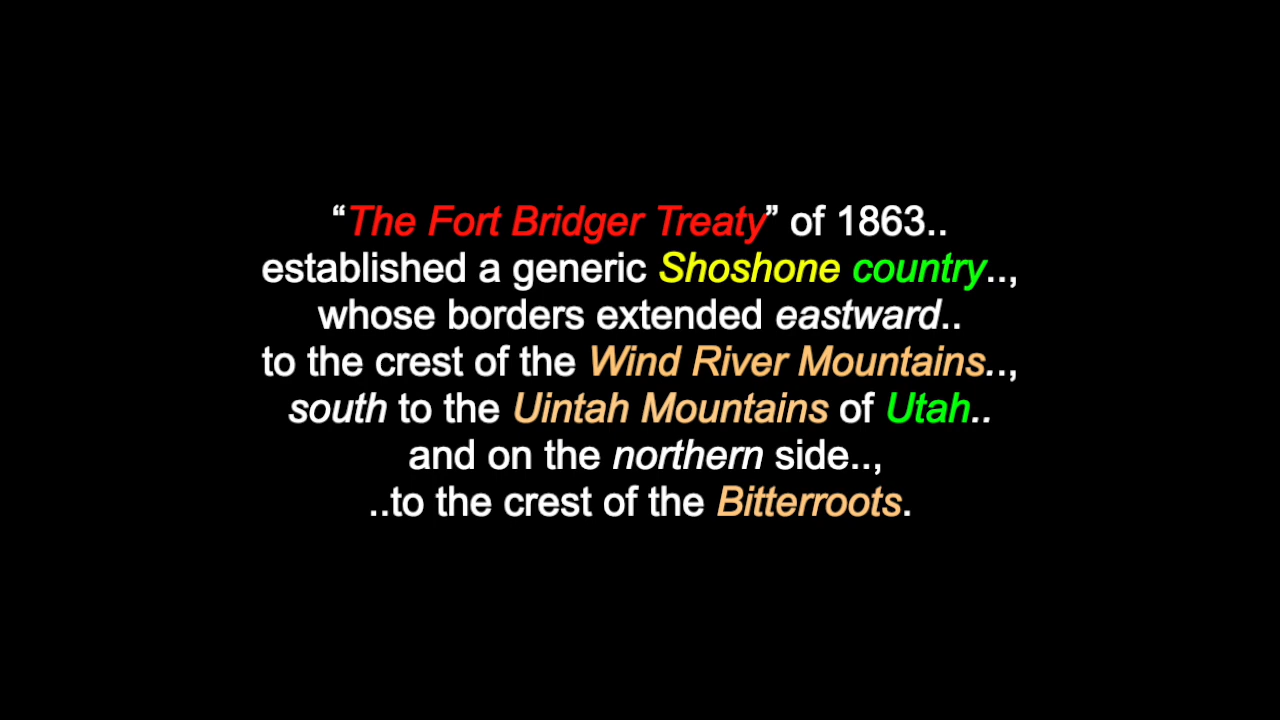 “The Fort Bridger Treaty” of 1863..
established a generic Shoshone country..,
whose borders extended eastward..
to the crest of the Wind River Mountains..,
south to the Uintah Mountains of Utah..
and on the northern side..,
..to the crest of the Bitterroots.